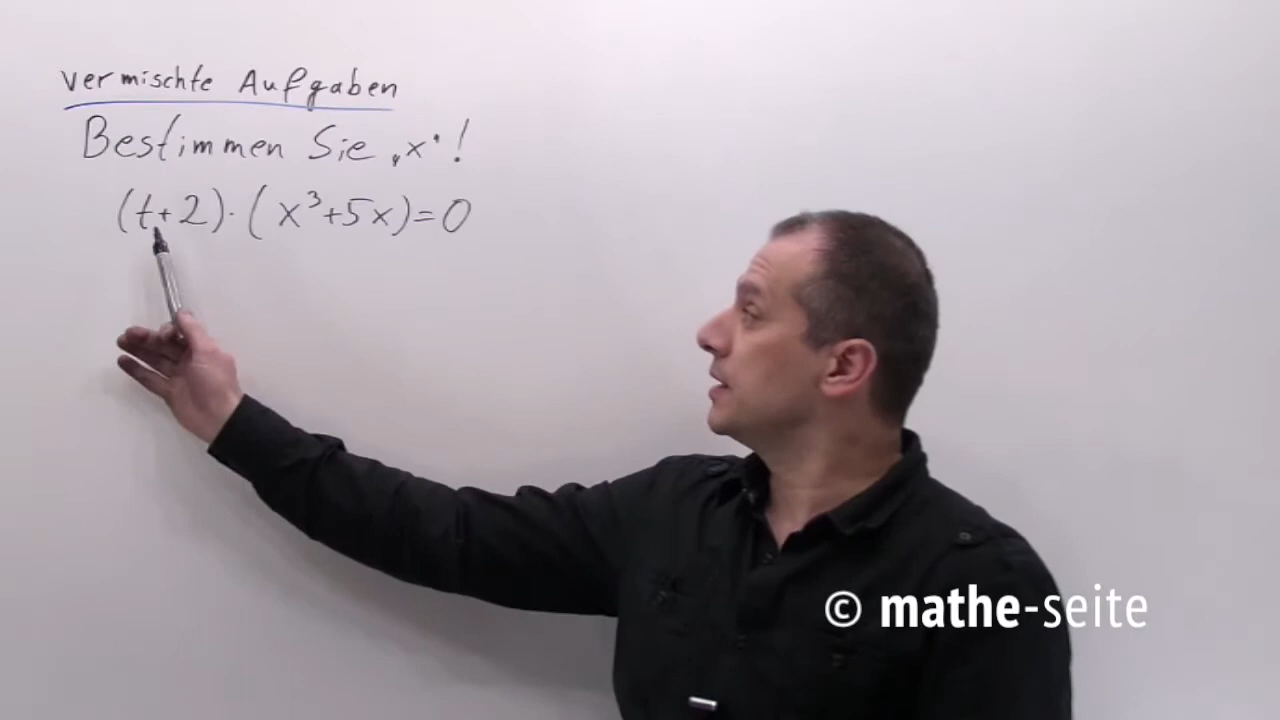 vermischte Aufgaben
Bestimmen Sie „x“!
(t+2)·(x³+5x)=0
© mathe-seite